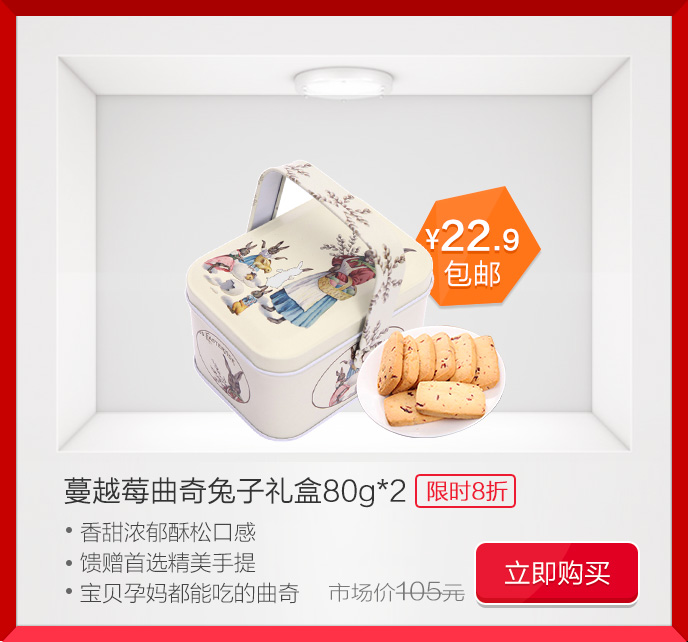 ¥22.9
包邮
蔓越莓曲奇兔子礼盒80g*2 限时8折
• 香甜浓郁酥松口感
• 馈赠首选精美手提
• 宝贝孕妈都能吃的曲奇 市场价105元
立即购买